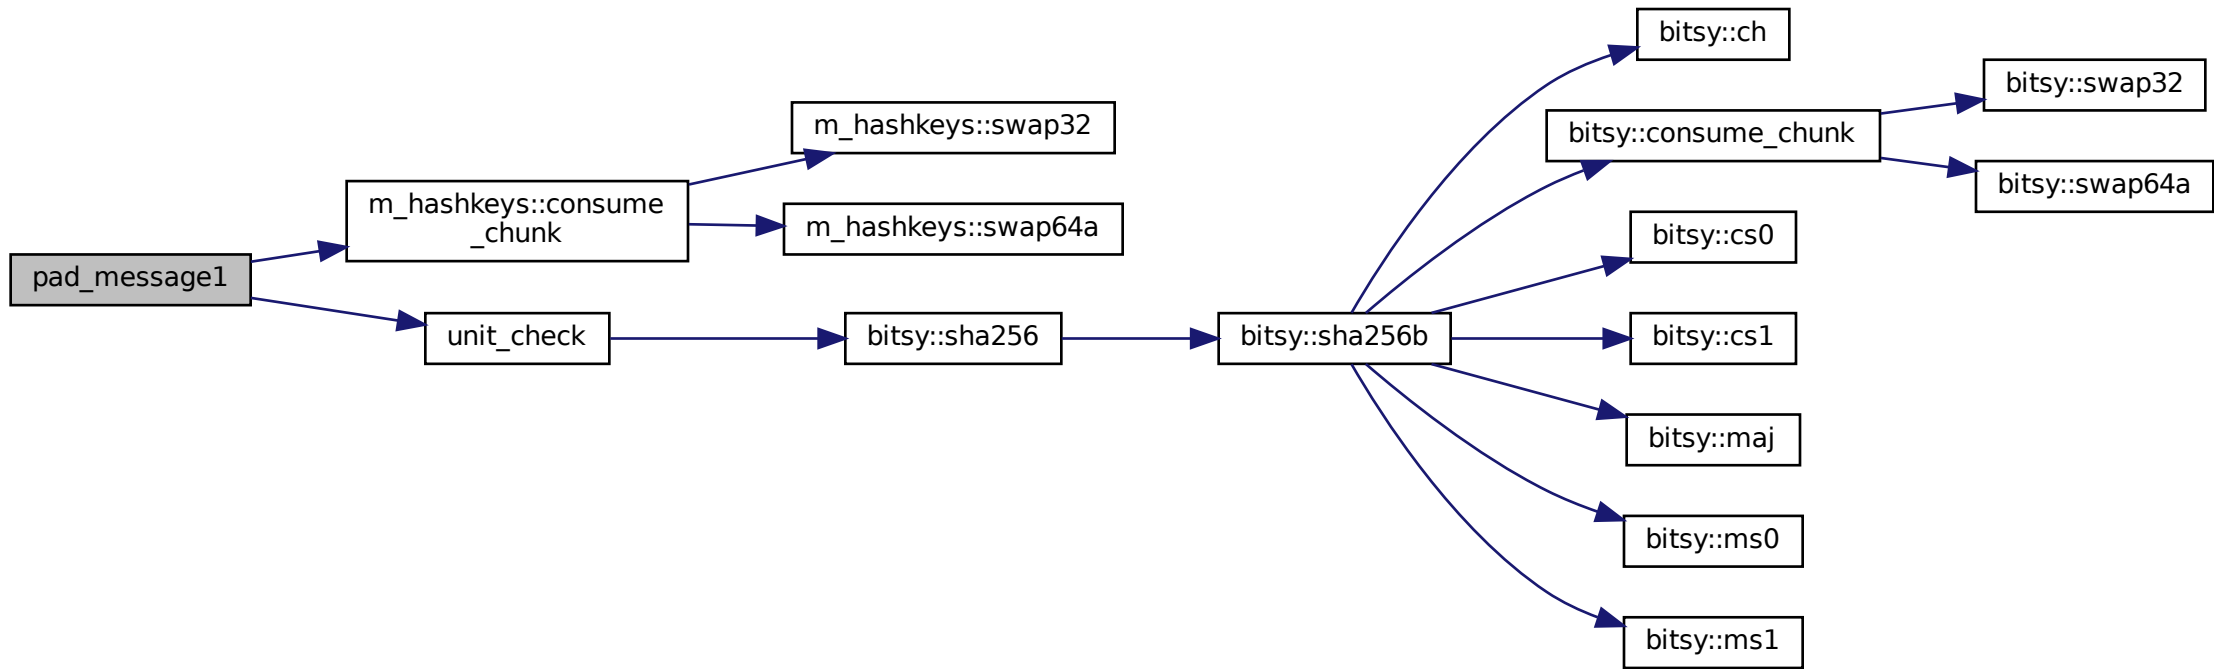 pad_message1
m_hashkeys::consume
_chunk
unit_check
m_hashkeys::swap32
m_hashkeys::swap64a
bitsy::sha256
bitsy::sha256b
bitsy::ch
bitsy::consume_chunk
bitsy::cs0
bitsy::cs1
bitsy::maj
bitsy::ms0
bitsy::ms1
bitsy::swap32
bitsy::swap64a